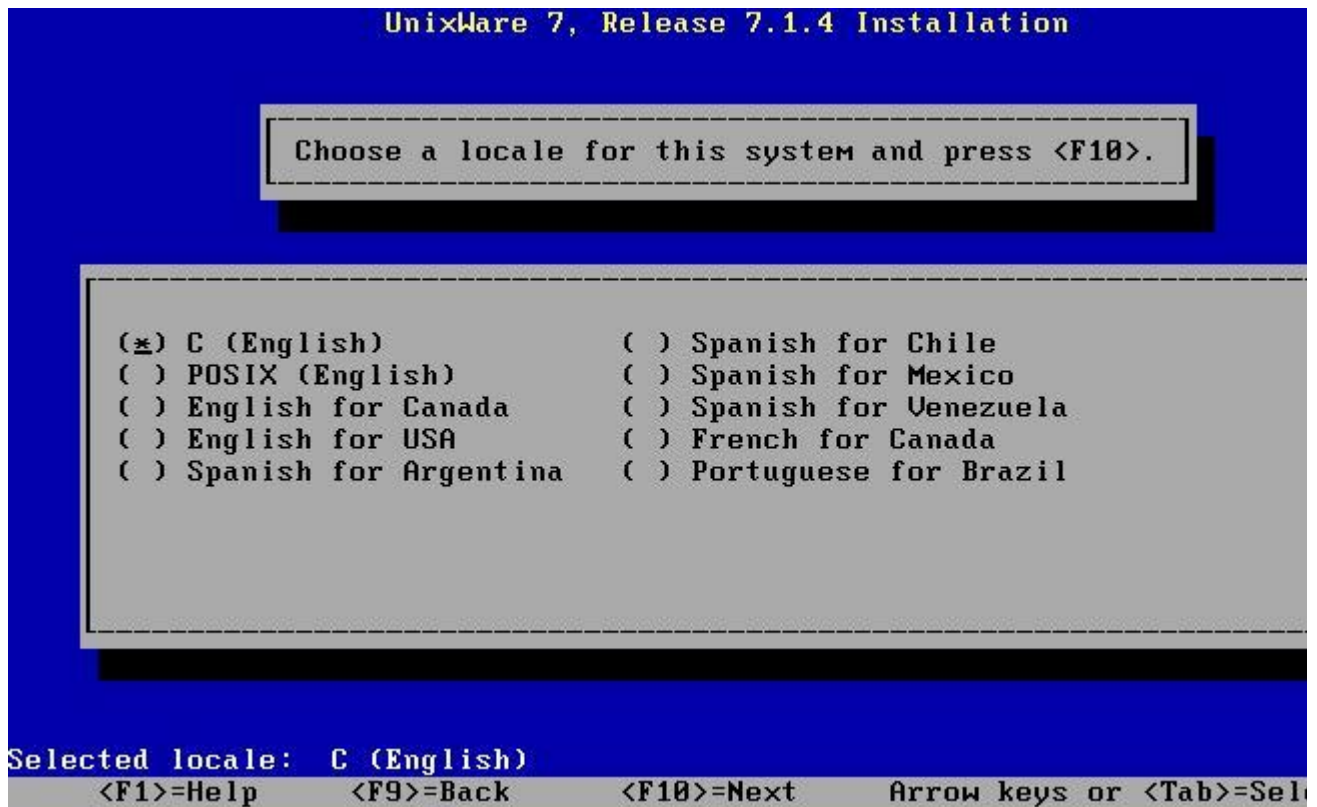 UnixWare 7, Release 7.1.4 Installation
Choose a locale for this system and press <F10>.
(*) C (English) ( ) Spanish for Chile
( ) POSIX (English) ( ) Spanish for Mexico
( ) English for Canada ( ) Spanish for Venezuela
( ) English for USA ( ) French for Canada
( ) Spanish for Argentina ( ) Portuguese for Brazil
Selected locale: C (English)
<F1>=Help <F9>=Back <F10>=Next Arrow keys or <Tab>=Sel